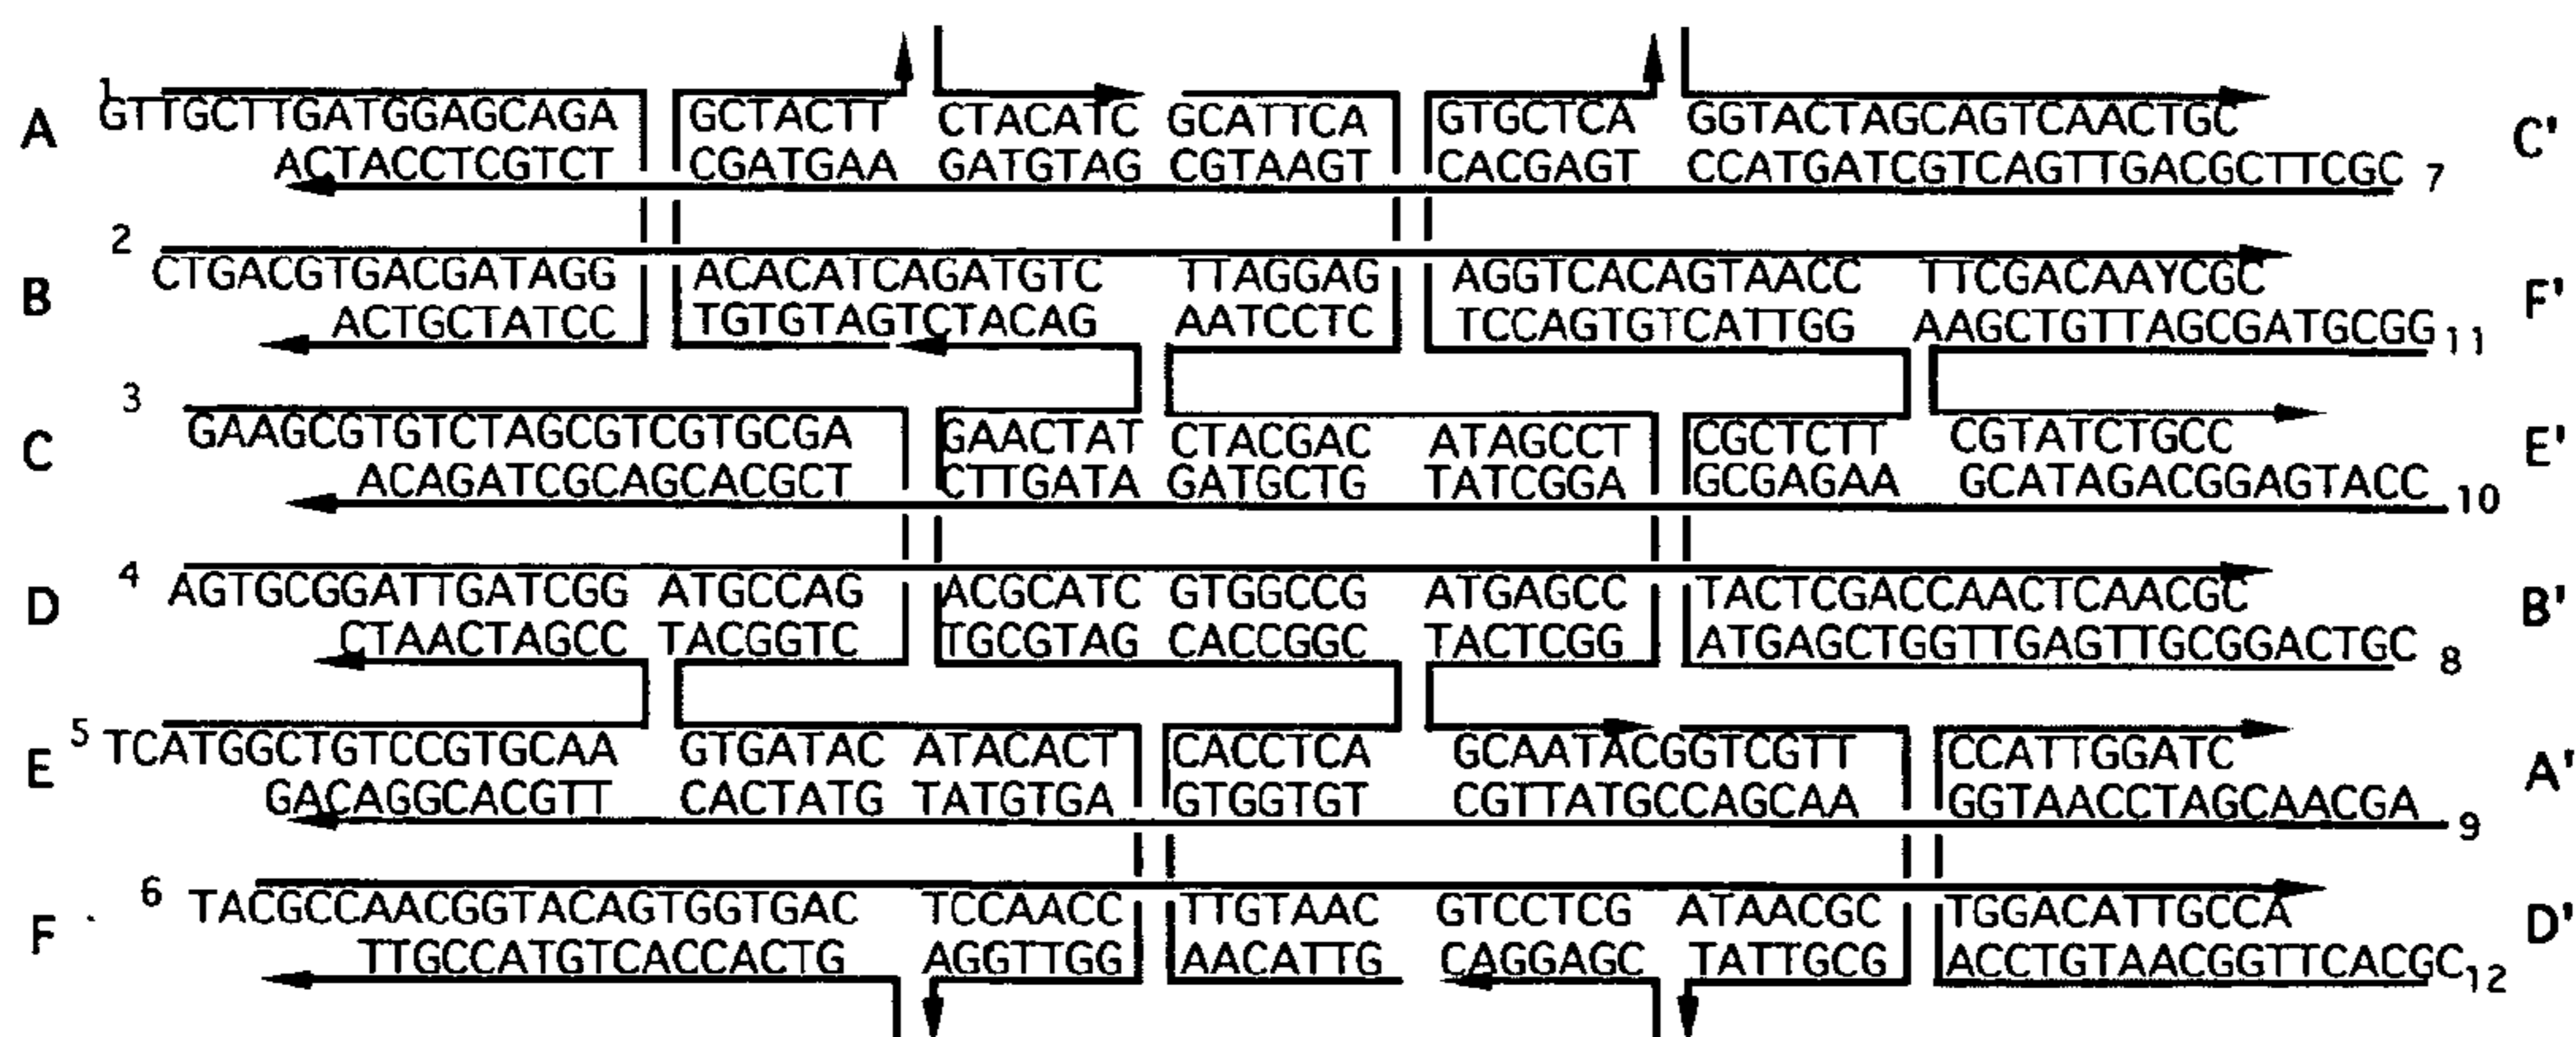 1
A GTTGCTTGATGGAGCAGA GCTACTT CTACATC GCATTCA GTGCTCA GGTACTAGCAGTCAACTGC C'
ACTACCTCGTCT CGATGAA GATGTAG CGTAAGT CACGAGT CCATGATCGTCAGTTGACGCTTCGC 7
2
B CTGACGTGACGATAGG ACACATCAGATGTC TTAGGAG AGGTCACAGTAACC TTCGACAAYCGC F'
ACTGCTATCC TGTGTAGTCTACAG AATCCTC TCCAGTGTCATTGG AAGCTGTTAGCGATGCGG 11
3
C GAAGCGTGTCTAGCGTCGTGCGA GAACTAT CTACGAC ATAGCCT CGCTCTT CGTATCTGCC E'
ACAGATCGCAGCACGCT CTTGATA GATGCTG TATCGGA GCGAGAA GCATAGACGGAGTACC 10
4
D AGTGCGGATTGATCGG ATGCCAG ACGCATC GTGGCCG ATGAGCC TACTCGACCAACTCAACGC B'
CTAACTAGCC TACGGTC TGCGTAG CACCGGC TACTCGG ATGAGCTGGTTGAGTTGCGGACTGC 8
5
E TCATGGCTGTCCGTGCAA GTGATAC ATACACT CACCTCA GCAATACGGTCGTT CCATTGGATC A'
GACAGGCACGTT CACTATG TATGTGA GTGGTGT CGTTATGCCAGCAA GGTAACCTAGCAACGA 9
6
F TACGCCAACGGTACAGTGGTGAC TCCAACC TTGTAAC GTCCTCG ATAACGC TGGACATTGCCA D'
TTGCCATGTCACCACTG AGGTTGG AACATTG CAGGAGC TATTGCG ACCTGTAACGGTTCACGC 12